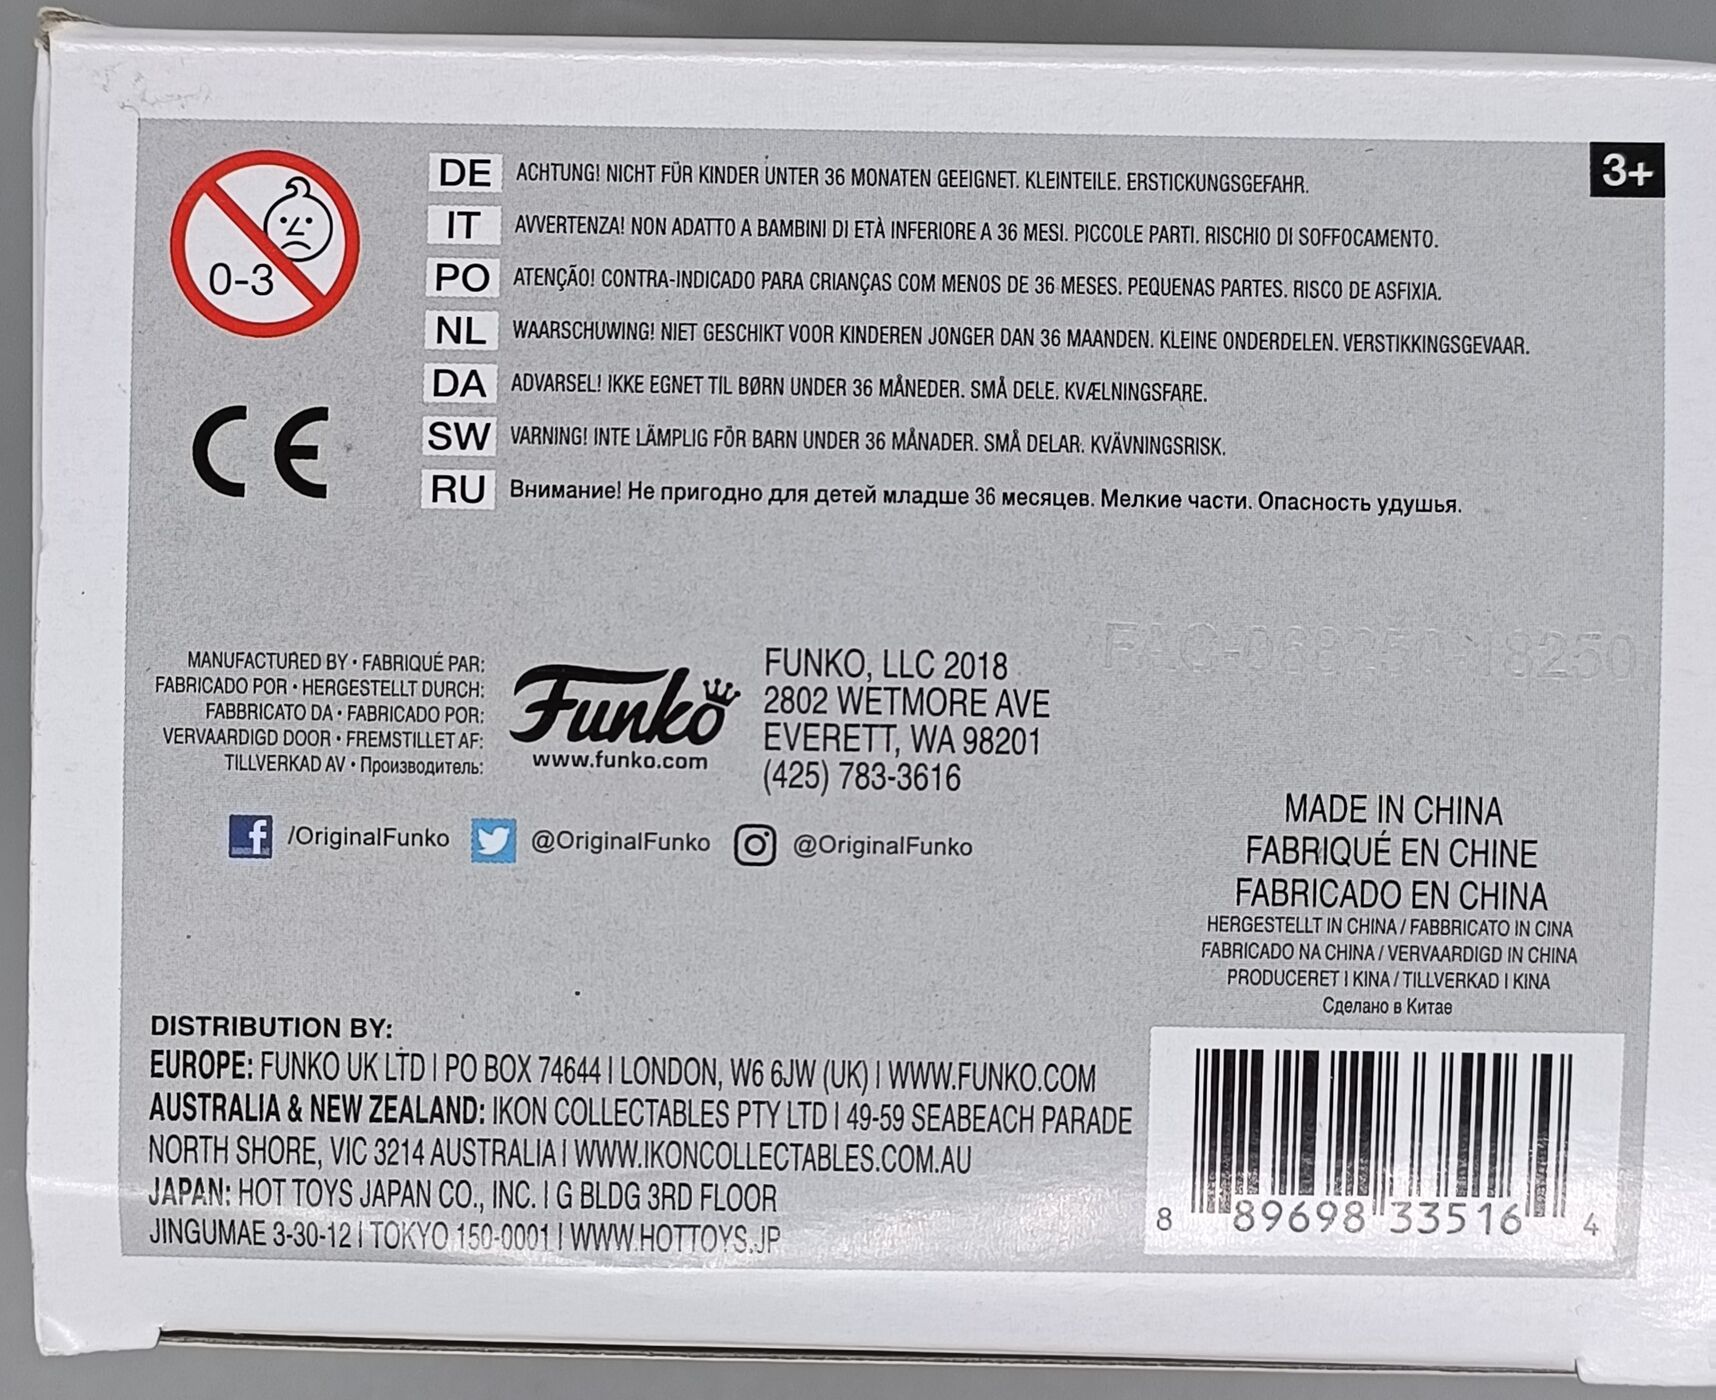 3+
0-3
DE ACHTUNG! NICHT FÜR KINDER UNTER 36 MONATEN GEEIGNET. KLEINTEILE. ERSTICKUNGSGEFAHR.
IT AVVERTENZA! NON ADATTO A BAMBINI DI ETÀ INFERIORE A 36 MESI. PICCOLE PARTI. RISCHIO DI SOFFOCAMENTO.
PO ATENÇÃO! CONTRA-INDICADO PARA CRIANÇAS COM MENOS DE 36 MESES. PEQUENAS PARTES. RISCO DE ASFIXIA.
NL WAARSCHUWING! NIET GESCHIKT VOOR KINDEREN JONGER DAN 36 MAANDEN. KLEINE ONDERDELEN. VERSTIKKINGSGEVAAR.
DA ADVARSEL! IKKE EGNET TIL BØRN UNDER 36 MÅNEDER. SMÅ DELE. KVÆLNINGSFARE.
SW VARNING! INTE LÄMPLIG FÖR BARN UNDER 36 MÅNADER. SMÅ DELAR. KVÄVNINGSRISK.
RU Внимание! Не пригодно для детей младше 36 месяцев. Мелкие части. Опасность удушья.
CE
MANUFACTURED BY • FABRIQUÉ PAR:
FABRICADO POR • HERGESTELLT DURCH:
FABBRICATO DA • FABRICADO POR:
VERVAARDIGD DOOR • FREMSTILLET AF:
TILLVERKAD AV • Производитель:
Funko
www.funko.com
FUNKO, LLC 2018
2802 WETMORE AVE
EVERETT, WA 98201
(425) 783-3616
/OriginalFunko @OriginalFunko @OriginalFunko
MADE IN CHINA
FABRIQUÉ EN CHINE
FABRICADO EN CHINA
HERGESTELLT IN CHINA / FABBRICATO IN CINA
FABRICADO NA CHINA / VERVAARDIGD IN CHINA
PRODUCERET I KINA / TILLVERKAD I KINA
Сделано в Китае
DISTRIBUTION BY:
EUROPE: FUNKO UK LTD | PO BOX 74644 | LONDON, W6 6JW (UK) | WWW.FUNKO.COM
AUSTRALIA & NEW ZEALAND: IKON COLLECTABLES PTY LTD | 49-59 SEABEACH PARADE
NORTH SHORE, VIC 3214 AUSTRALIA | WWW.IKONCOLLECTABLES.COM.AU
JAPAN: HOT TOYS JAPAN CO., INC. | G BLDG 3RD FLOOR
JINGUMAE 3-30-12 | TOKYO 150-0001 | WWW.HOTTOYS.JP
8 89698 33516 4